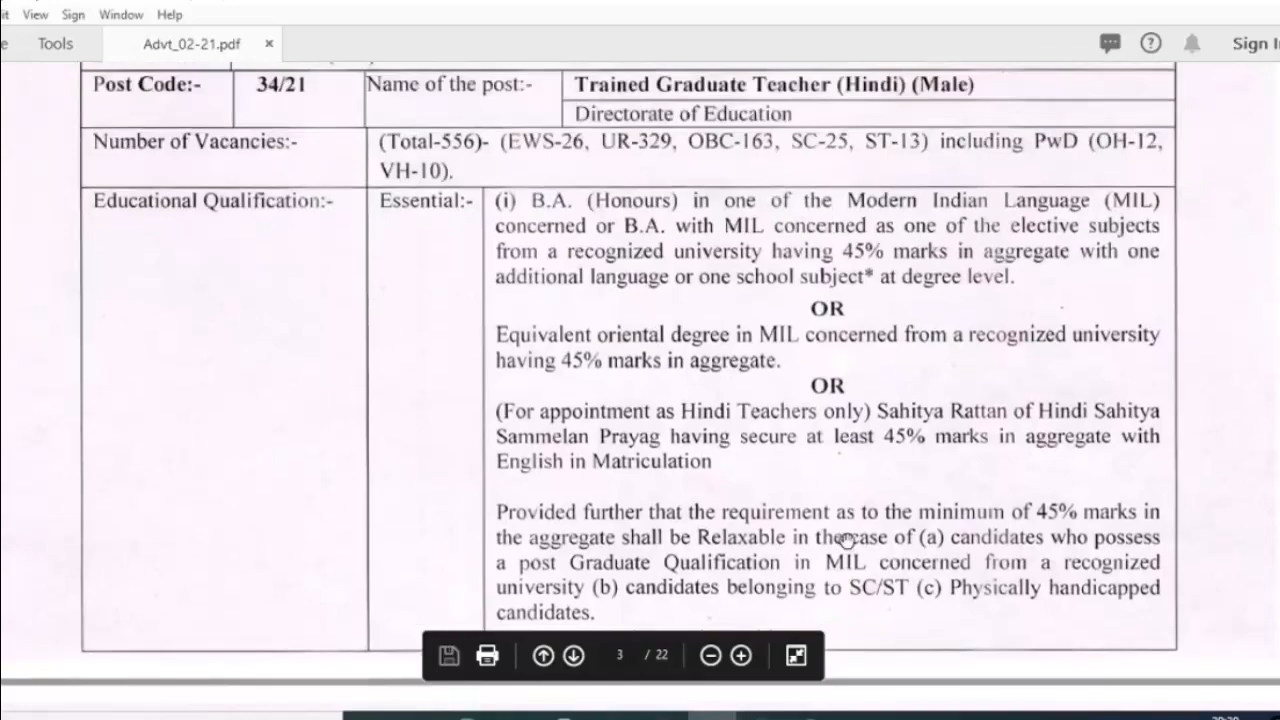 it View Sign Window Help
e Tools Advt_02-21.pdf × Sign I
Post Code:- 34/21 Name of the post:- Trained Graduate Teacher (Hindi) (Male)
Directorate of Education
Number of Vacancies:- (Total-556)- (EWS-26, UR-329, OBC-163, SC-25, ST-13) including PwD (OH-12,
VH-10).
Educational Qualification:- Essential:- (i) B.A. (Honours) in one of the Modern Indian Language (MIL)
concerned or B.A. with MIL concerned as one of the elective subjects
from a recognized university having 45% marks in aggregate with one
additional language or one school subject* at degree level.
OR
Equivalent oriental degree in MIL concerned from a recognized university
having 45% marks in aggregate.
OR
(For appointment as Hindi Teachers only) Sahitya Rattan of Hindi Sahitya
Sammelan Prayag having secure at least 45% marks in aggregate with
English in Matriculation
Provided further that the requirement as to the minimum of 45% marks in
the aggregate shall be Relaxable in the case of (a) candidates who possess
a post Graduate Qualification in MIL concerned from a recognized
university (b) candidates belonging to SC/ST (c) Physically handicapped
candidates.
3 / 22